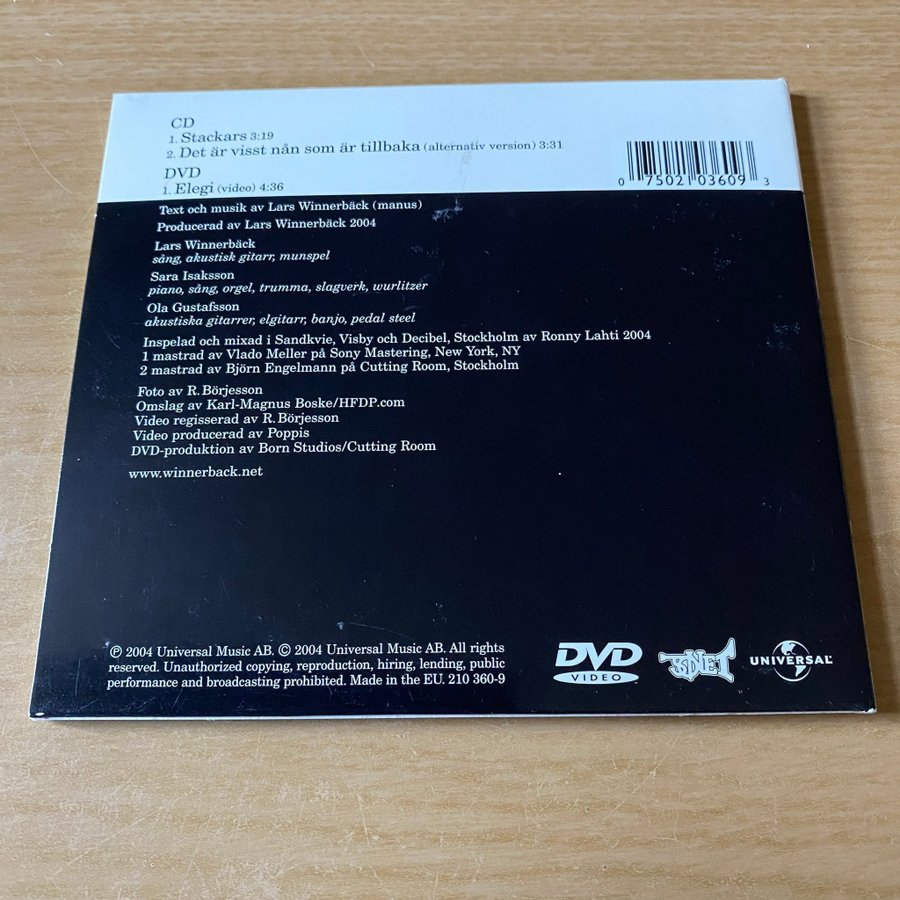 CD
1. Stackars 3:19
2. Det är visst nån som är tillbaka (alternativ version) 3:31
DVD
1. Elegi (video) 4:36
0 75021 03609 3
Text och musik av Lars Winnerbäck (manus)
Producerad av Lars Winnerbäck 2004
Lars Winnerbäck
sång, akustisk gitarr, munspel
Sara Isaksson
piano, sång, orgel, trumma, slagverk, wurlitzer
Ola Gustafsson
akustiska gitarrer, elgitarr, banjo, pedal steel
Inspelad och mixad i Sandkvie, Visby och Decibel, Stockholm av Ronny Lahti 2004
1 mastrad av Vlado Meller på Sony Mastering, New York, NY
2 mastrad av Björn Engelmann på Cutting Room, Stockholm
Foto av R. Börjesson
Omslag av Karl-Magnus Boske/HFDP.com
Video regisserad av R. Börjesson
Video producerad av Poppis
DVD-produktion av Born Studios/Cutting Room
www.winnerback.net
℗ 2004 Universal Music AB. © 2004 Universal Music AB. All rights
reserved. Unauthorized copying, reproduction, hiring, lending, public
performance and broadcasting prohibited. Made in the EU. 210 360-9
DVD
VIDEO
SNET
UNIVERSAL